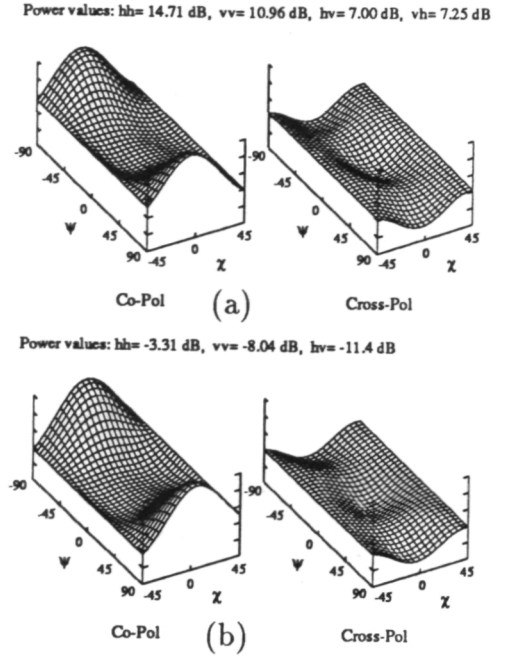 Power values: hh= 14.71 dB, vv= 10.96 dB, hv= 7.00 dB, vh= 7.25 dB
-90
-45
0
45
90
Ψ
-45
0
45
χ
-90
-45
0
45
90
Ψ
-45
0
45
χ
Co-Pol
(a)
Cross-Pol
Power values: hh= -3.31 dB, vv= -8.04 dB, hv= -11.4 dB
-90
-45
0
45
90
Ψ
-45
0
45
χ
-90
-45
0
45
90
Ψ
-45
0
45
χ
Co-Pol
(b)
Cross-Pol